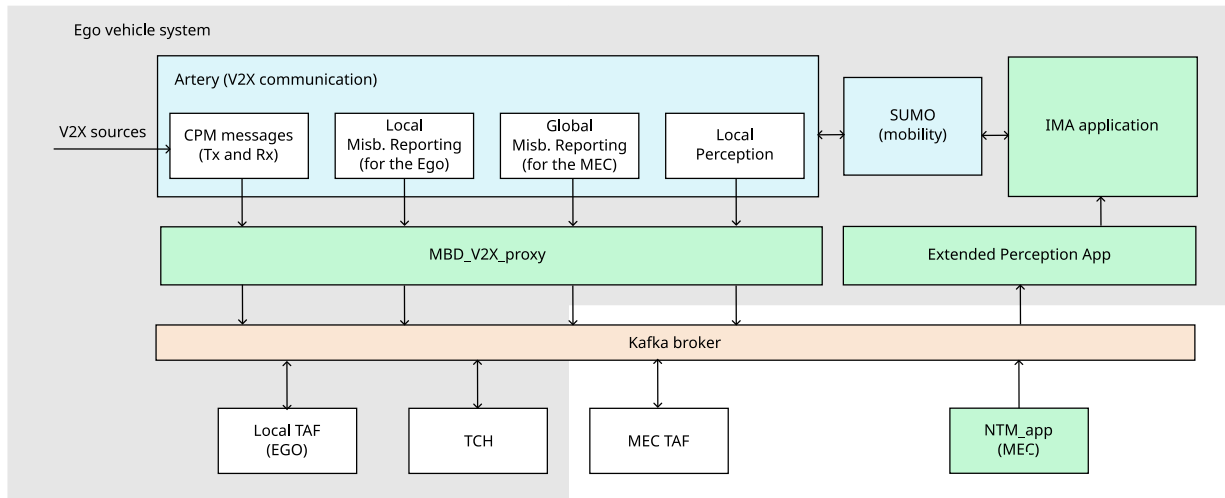 Ego vehicle system
Artery (V2X communication)
V2X sources
CPM messages
(Tx and Rx)
Local
Misb. Reporting
(for the Ego)
Global
Misb. Reporting
(for the MEC)
Local
Perception
SUMO
(mobility)
IMA application
MBD_V2X_proxy
Extended Perception App
Kafka broker
Local TAF
(EGO)
TCH
MEC TAF
NTM_app
(MEC)